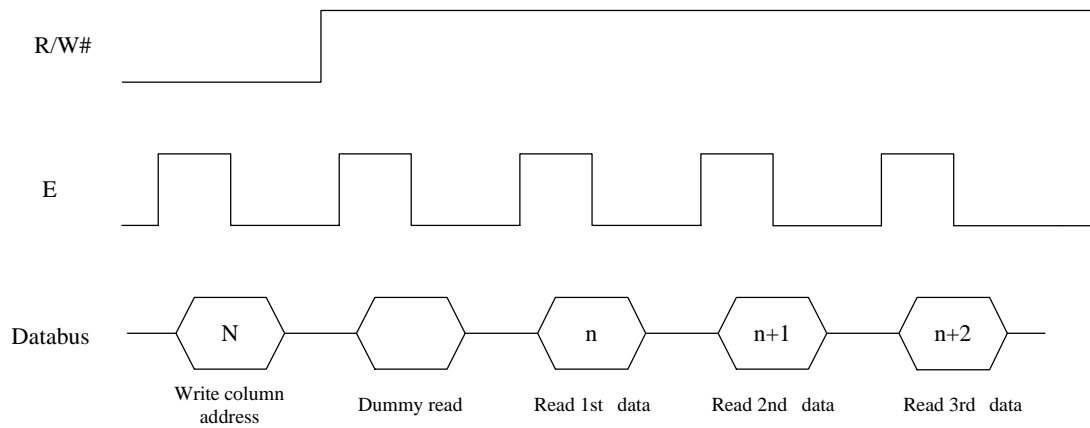 R/W#
E
Databus
N
n
n+1
n+2
Write column
address
Dummy read
Read 1st data
Read 2nd data
Read 3rd data